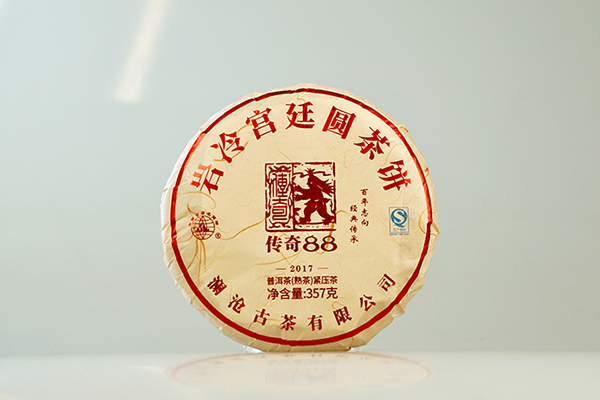 岩冷宫廷圆茶饼
百年志向
经典传承
传奇88
2017
普洱茶(熟茶)紧压茶
净含量:357克
澜沧古茶有限公司